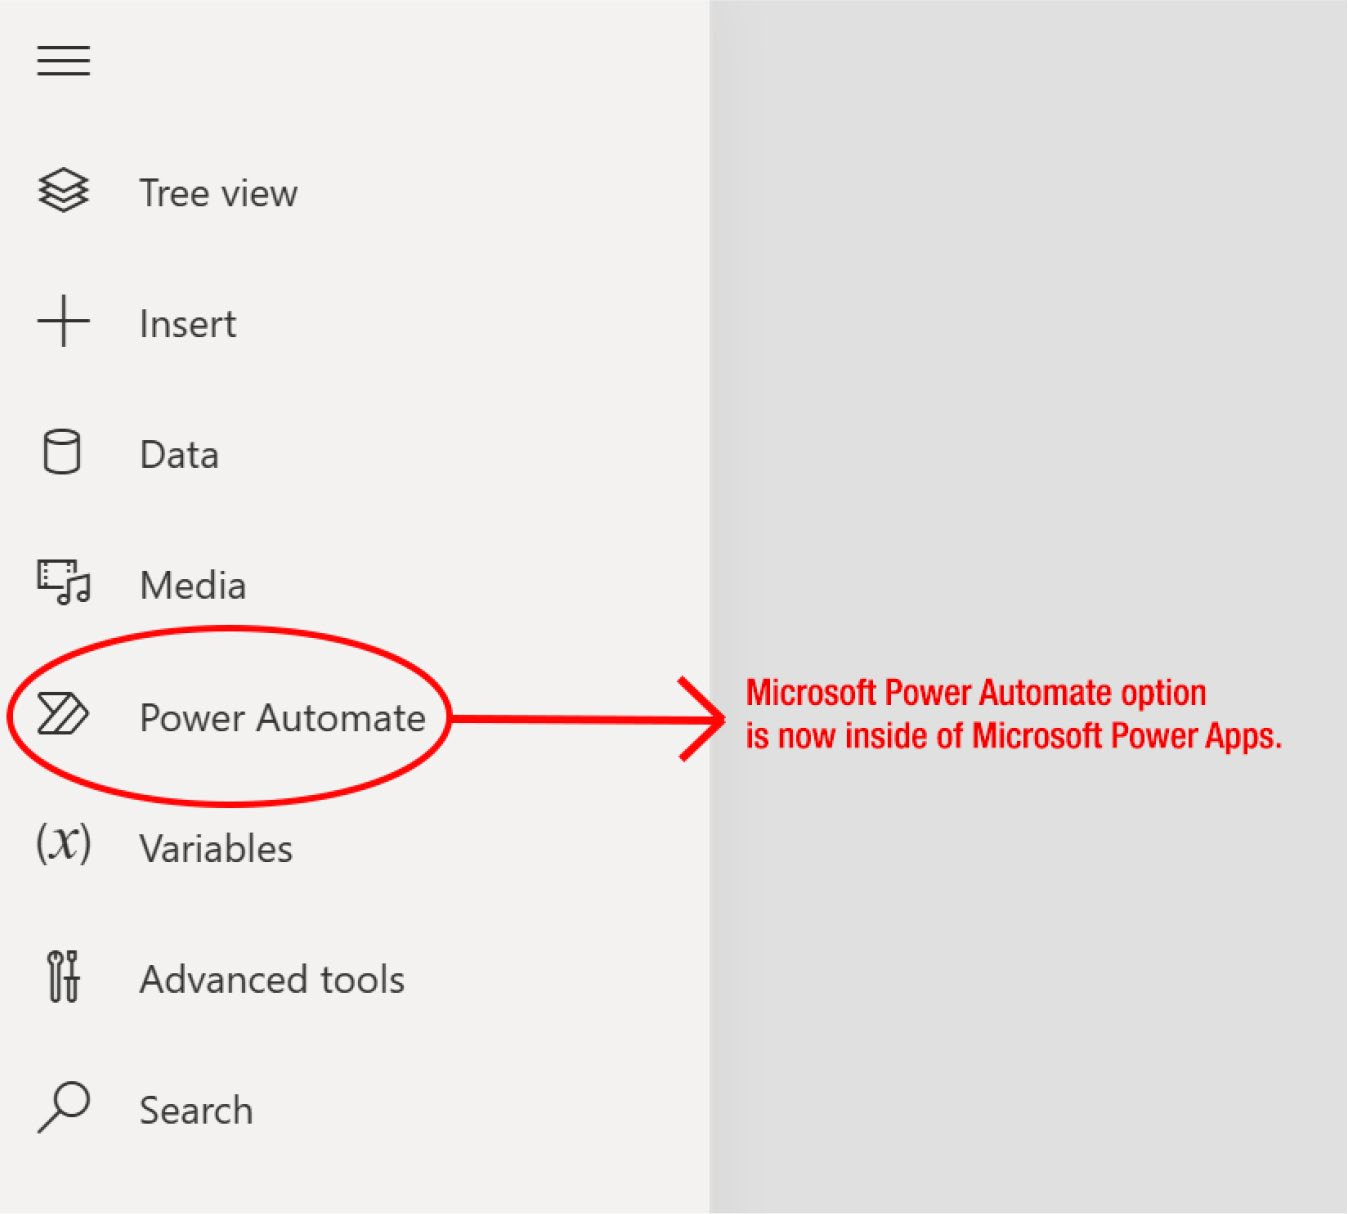 Tree view
Insert
Data
Media
Power Automate
Microsoft Power Automate option
is now inside of Microsoft Power Apps.
(x) Variables
Advanced tools
Search